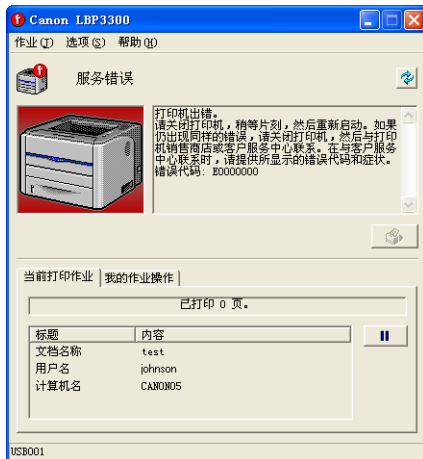 Canon LBP3300
作业(J) 选项(S) 帮助(H)
服务错误
打印机出错。
请关闭打印机，稍等片刻，然后重新启动。如果
仍出现同样的错误，请关闭打印机，然后与打印
机销售商店或客户服务中心联系。在与客户服务
中心联系时，请提供所显示的错误代码和症状。
错误代码: E0000000
当前打印作业 我的作业操作
已打印 0 页。
标题 内容
文档名称 test
用户名 johnson
计算机名 CANON05
USB001